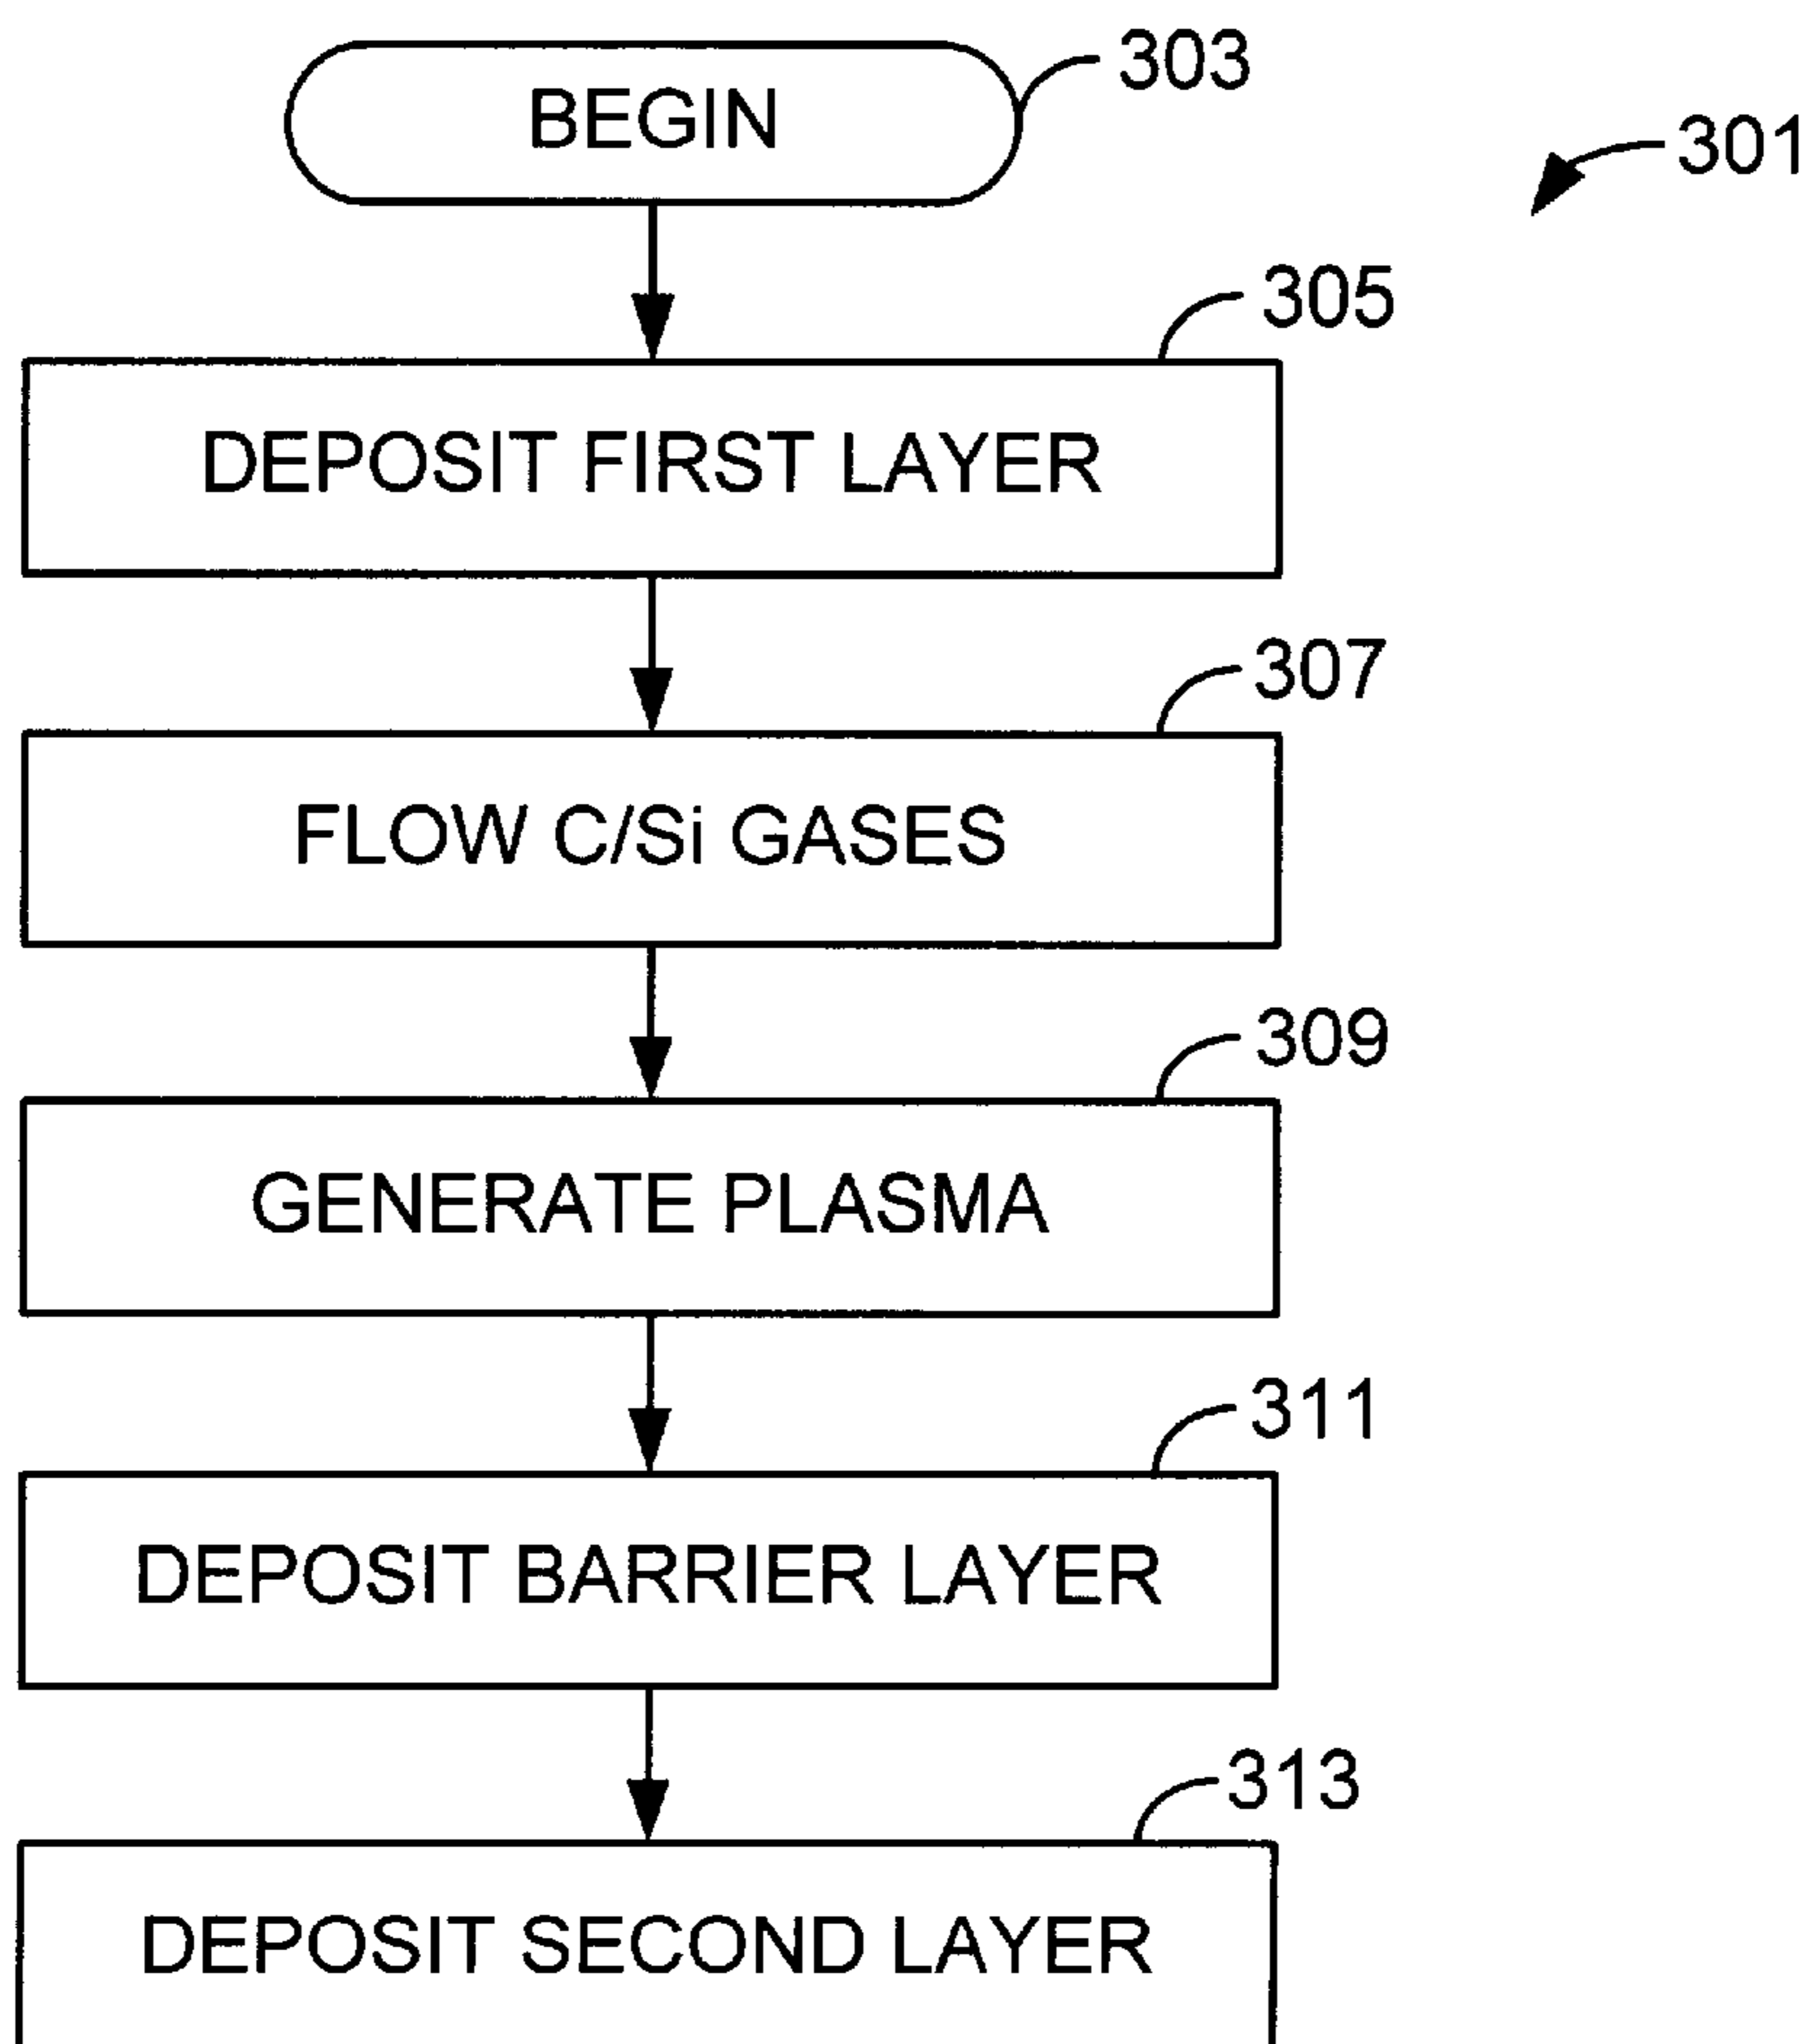 303
BEGIN
301
305
DEPOSIT FIRST LAYER
307
FLOW C/Si GASES
309
GENERATE PLASMA
311
DEPOSIT BARRIER LAYER
313
DEPOSIT SECOND LAYER